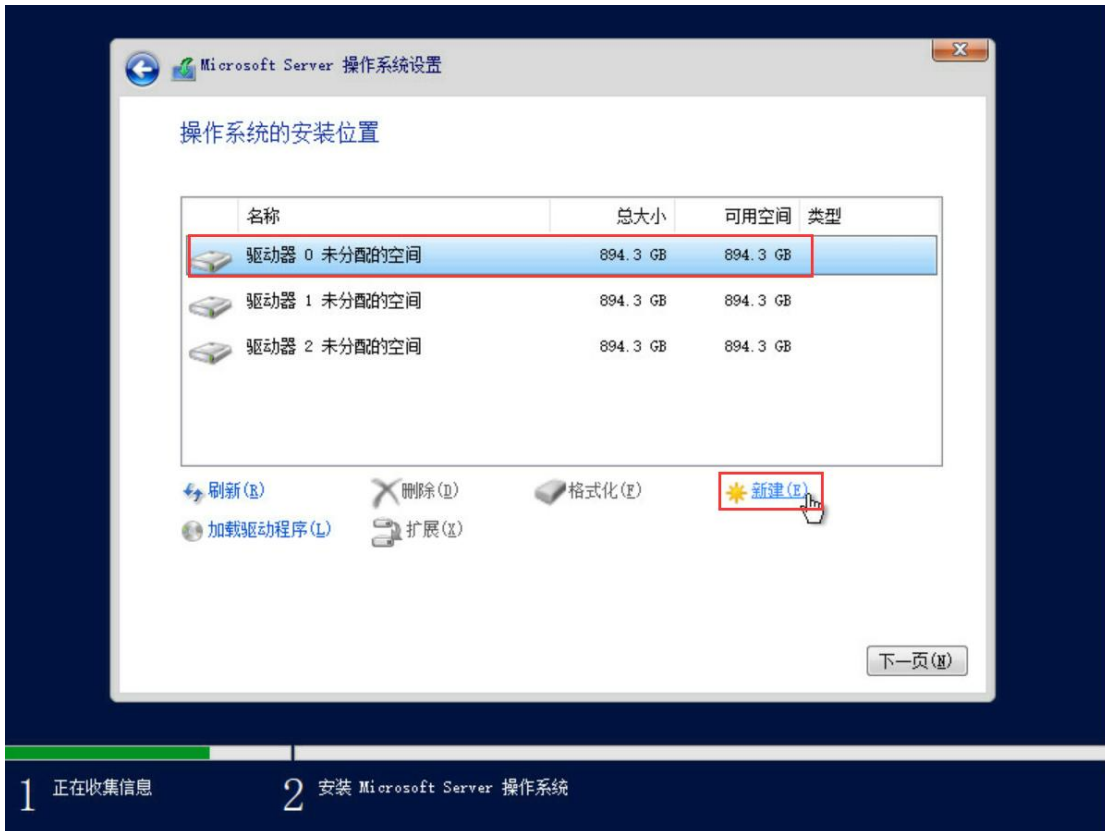 Microsoft Server 操作系统设置
操作系统的安装位置
名称 总大小 可用空间 类型
驱动器 0 未分配的空间 894.3 GB 894.3 GB
驱动器 1 未分配的空间 894.3 GB 894.3 GB
驱动器 2 未分配的空间 894.3 GB 894.3 GB
刷新(R) 删除(D) 格式化(F) 新建(E)
加载驱动程序(L) 扩展(X)
下一页(N)
1 正在收集信息 2 安装 Microsoft Server 操作系统